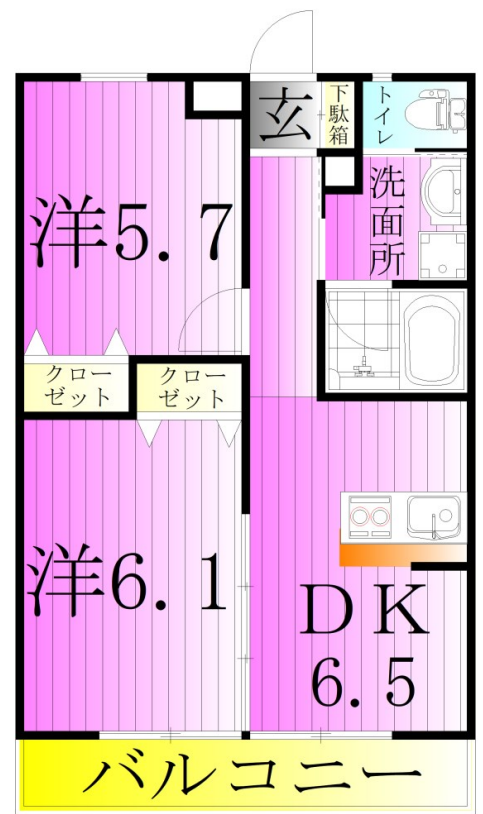 玄
下駄箱
トイレ
洋5.7
洗面所
クロー
ゼット
クロー
ゼット
洋6.1
DK
6.5
バルコニー